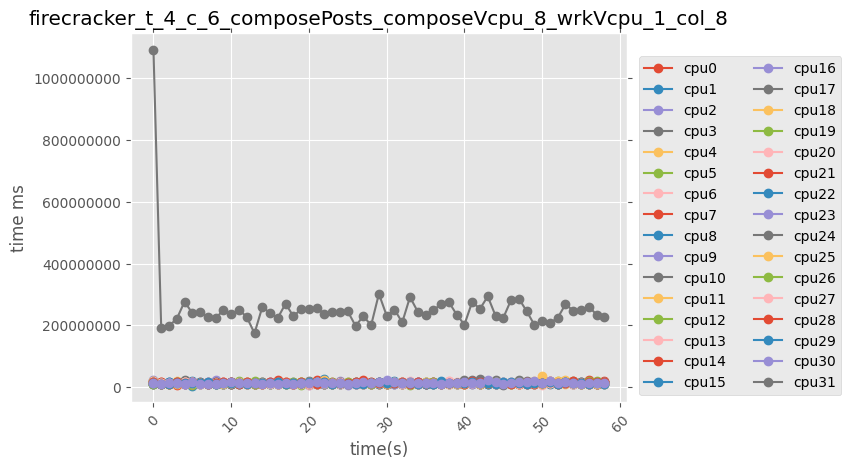 firecracker_t_4_c_6_composePosts_composeVcpu_8_wrkVcpu_1_col_8
time ms
1000000000
800000000
600000000
400000000
200000000
0
0 10 20 30 40 50 60
time(s)
cpu0 cpu16
cpu1 cpu17
cpu2 cpu18
cpu3 cpu19
cpu4 cpu20
cpu5 cpu21
cpu6 cpu22
cpu7 cpu23
cpu8 cpu24
cpu9 cpu25
cpu10 cpu26
cpu11 cpu27
cpu12 cpu28
cpu13 cpu29
cpu14 cpu30
cpu15 cpu31